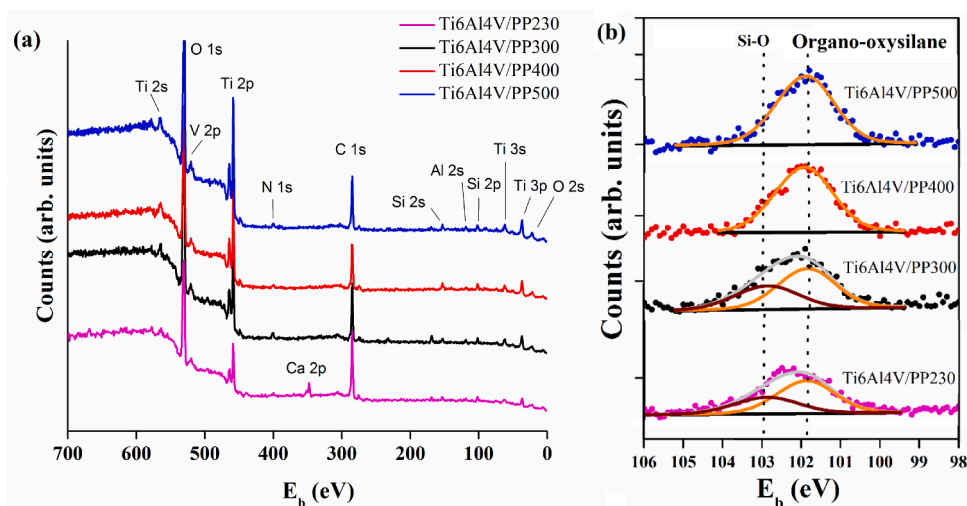 (a)
Ti6Al4V/PP230
Ti6Al4V/PP300
Ti6Al4V/PP400
Ti6Al4V/PP500
O 1s
Ti 2s
Ti 2p
V 2p
N 1s
C 1s
Si 2s
Al 2s
Si 2p
Ti 3s
Ti 3p
O 2s
Ca 2p
Counts (arb. units)
700 600 500 400 300 200 100 0
E_b (eV)
(b)
Si-O
Organo-oxysilane
Ti6Al4V/PP500
Ti6Al4V/PP400
Ti6Al4V/PP300
Ti6Al4V/PP230
Counts (arb. units)
106 105 104 103 102 101 100 99 98
E_b (eV)